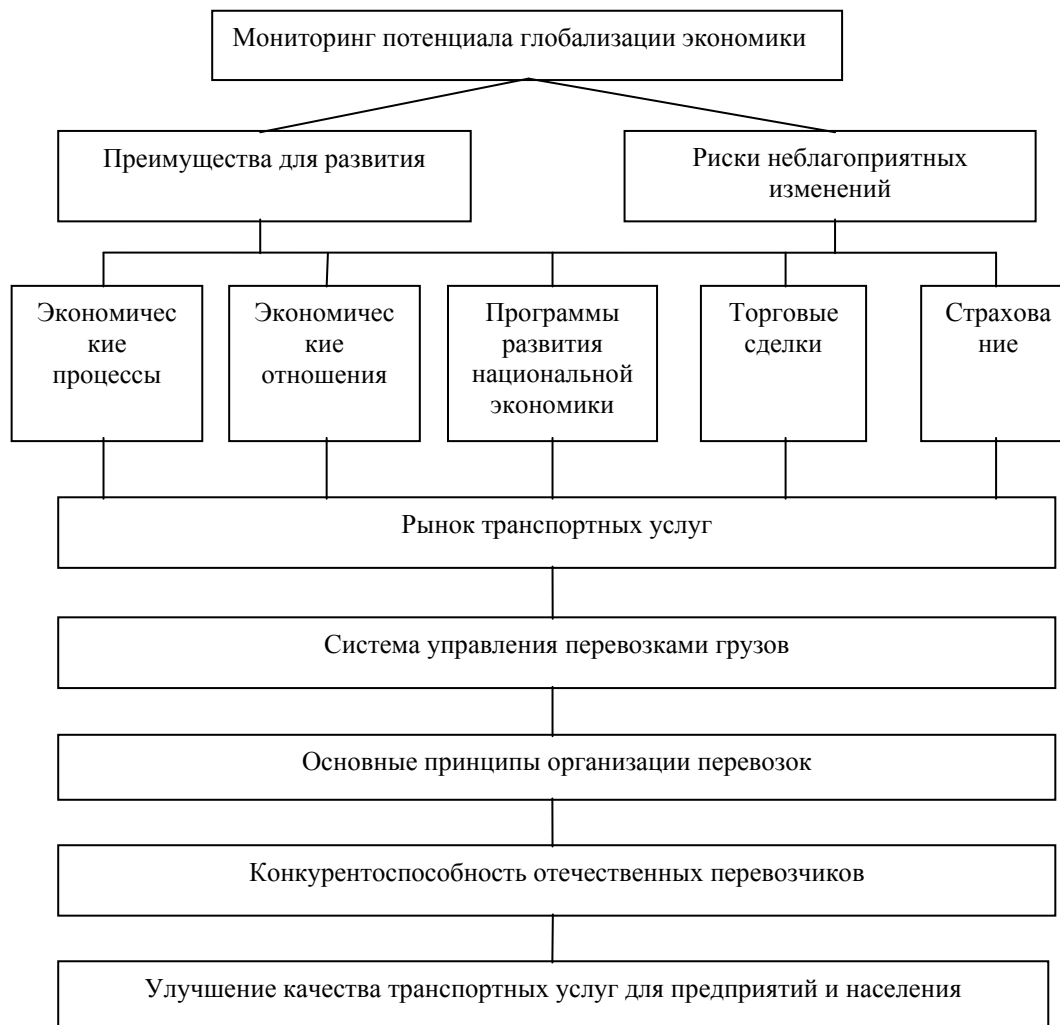 Мониторинг потенциала глобализации экономики
Преимущества для развития
Риски неблагоприятных
изменений
Экономичес
кие
процессы
Экономичес
кие
отношения
Программы
развития
национальной
экономики
Торговые
сделки
Страхова
ние
Рынок транспортных услуг
Система управления перевозками грузов
Основные принципы организации перевозок
Конкурентоспособность отечественных перевозчиков
Улучшение качества транспортных услуг для предприятий и населения